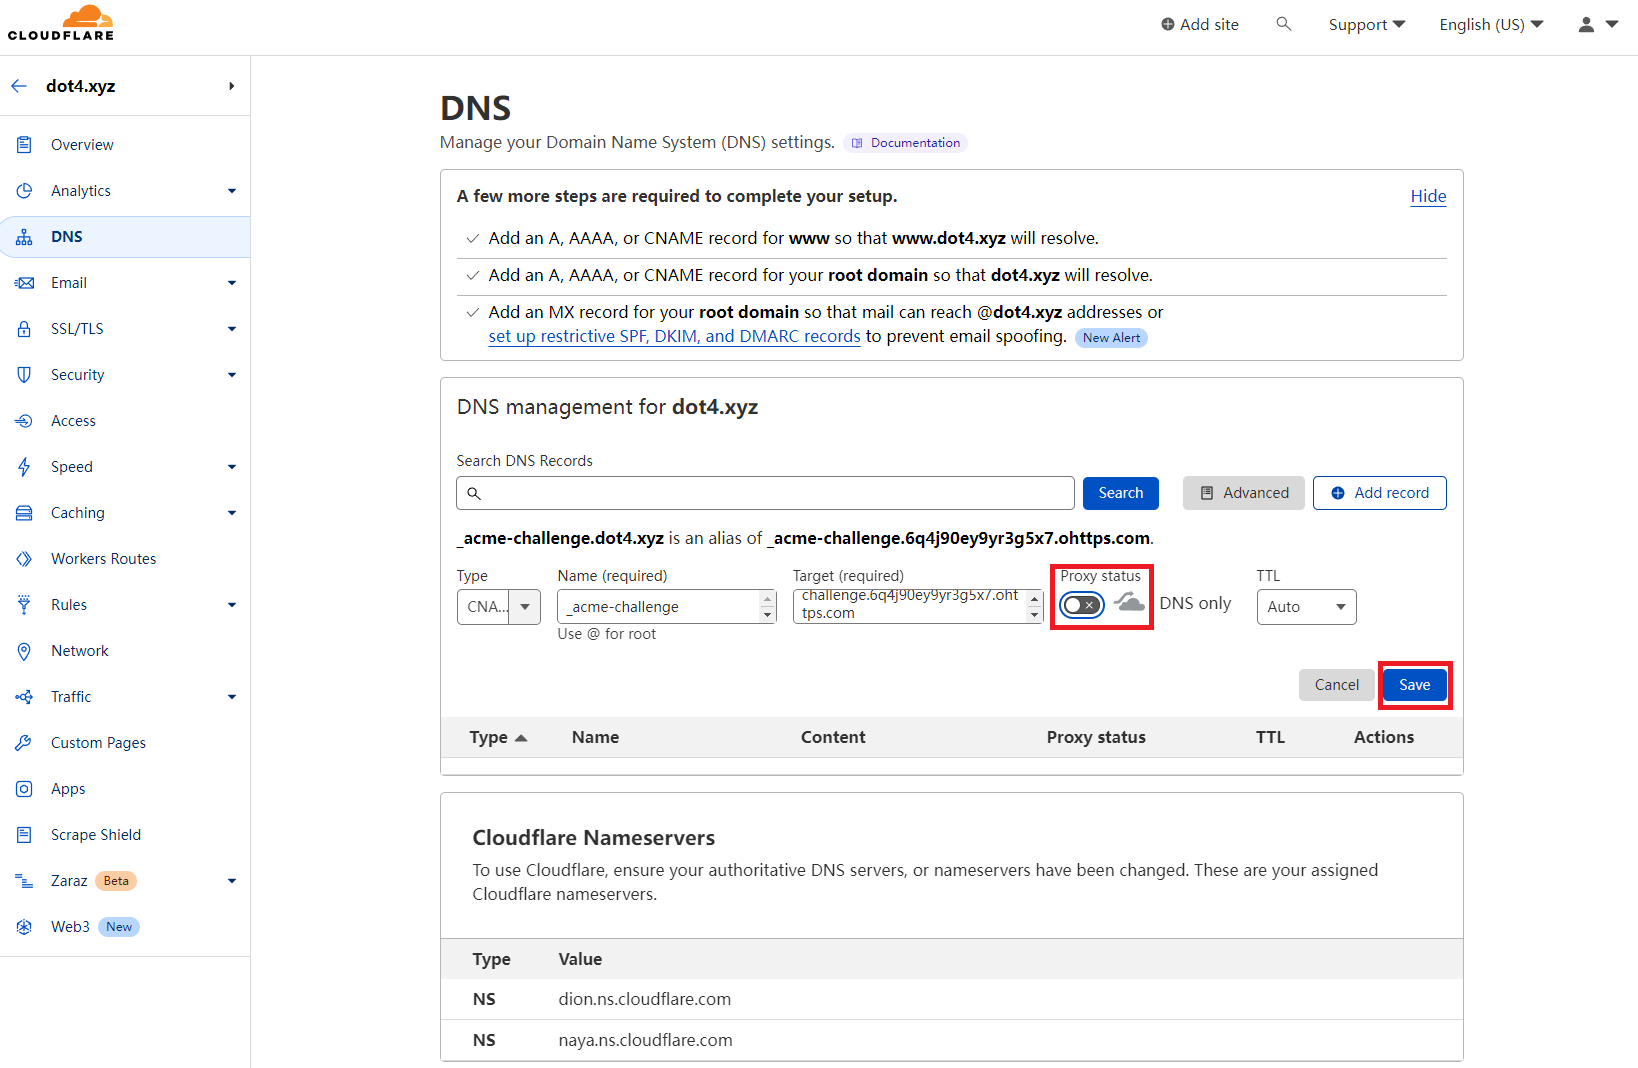 CLOUDFLARE
Add site
Support
English (US)
dot4.xyz
Overview
Analytics
DNS
Email
SSL/TLS
Security
Access
Speed
Caching
Workers Routes
Rules
Network
Traffic
Custom Pages
Apps
Scrape Shield
Zaraz Beta
Web3 New
DNS
Manage your Domain Name System (DNS) settings. Documentation
A few more steps are required to complete your setup. Hide
Add an A, AAAA, or CNAME record for www so that www.dot4.xyz will resolve.
Add an A, AAAA, or CNAME record for your root domain so that dot4.xyz will resolve.
Add an MX record for your root domain so that mail can reach @dot4.xyz addresses or
set up restrictive SPF, DKIM, and DMARC records to prevent email spoofing. New Alert
DNS management for dot4.xyz
Search DNS Records
Search Advanced Add record
_acme-challenge.dot4.xyz is an alias of _acme-challenge.6q4j90ey9yr3g5x7.ohttps.com.
Type Name (required) Target (required) Proxy status TTL
CNA... _acme-challenge challenge.6q4j90ey9yr3g5x7.oht DNS only Auto
tps.com
Use @ for root
Cancel Save
Type Name Content Proxy status TTL Actions
Cloudflare Nameservers
To use Cloudflare, ensure your authoritative DNS servers, or nameservers have been changed. These are your assigned
Cloudflare nameservers.
Type Value
NS dion.ns.cloudflare.com
NS naya.ns.cloudflare.com